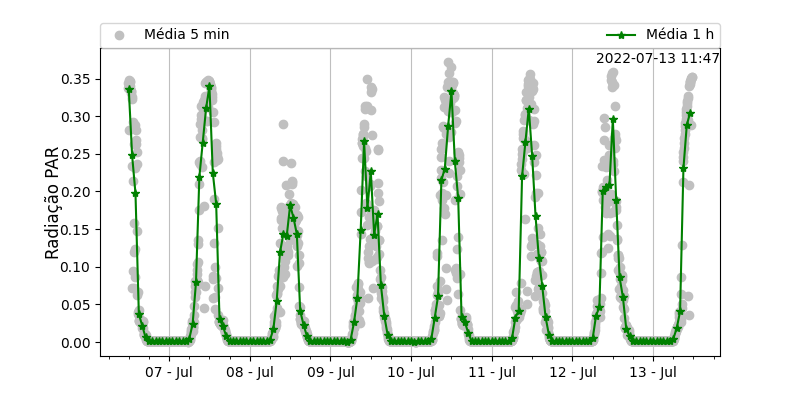 Média 5 min
Média 1 h
2022-07-13 11:47
Radiação PAR
0.35
0.30
0.25
0.20
0.15
0.10
0.05
0.00
07 - Jul
08 - Jul
09 - Jul
10 - Jul
11 - Jul
12 - Jul
13 - Jul